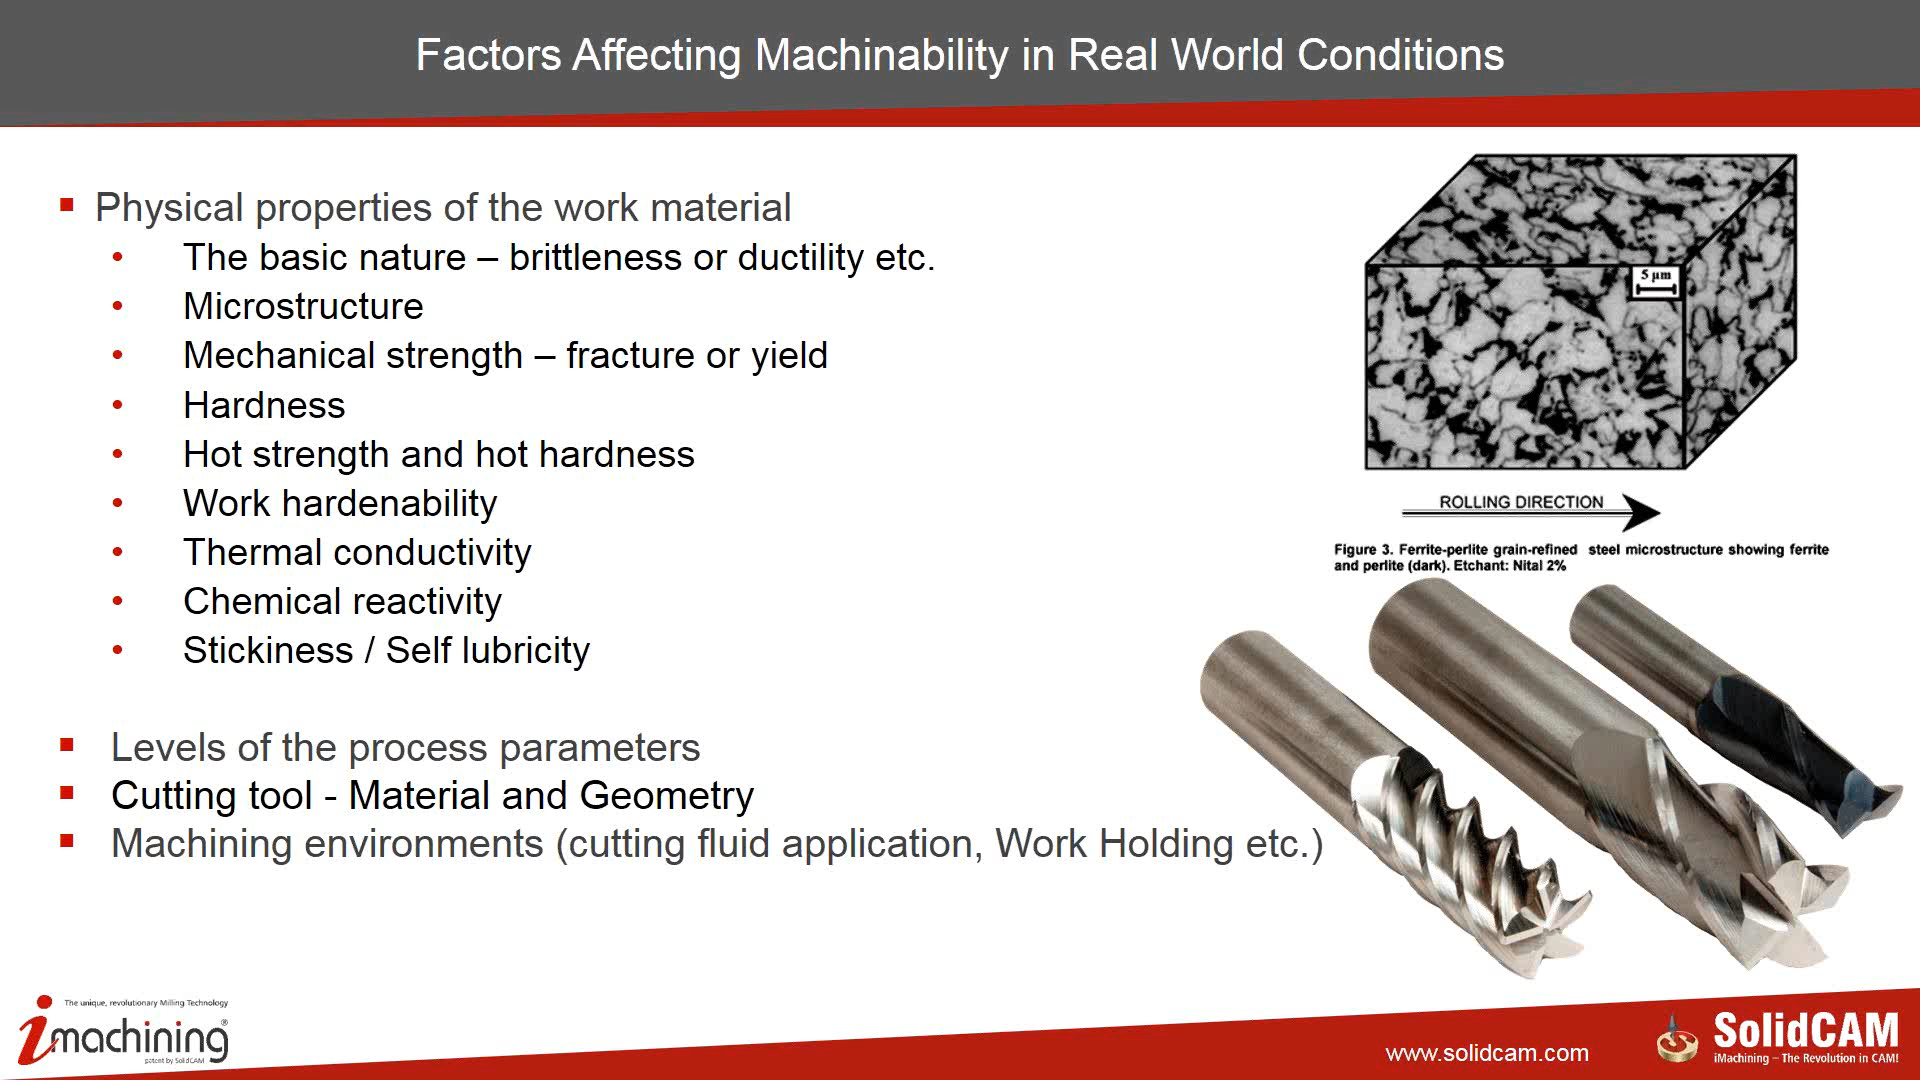 Factors Affecting Machinability in Real World Conditions
Physical properties of the work material
The basic nature – brittleness or ductility etc.
Microstructure
Mechanical strength – fracture or yield
Hardness
Hot strength and hot hardness
Work hardenability
Thermal conductivity
Chemical reactivity
Stickiness / Self lubricity
Levels of the process parameters
Cutting tool - Material and Geometry
Machining environments (cutting fluid application, Work Holding etc.)
5 µm
ROLLING DIRECTION
Figure 3. Ferrite-perlite grain-refined steel microstructure showing ferrite
and perlite (dark). Etchant: Nital 2%
The unique, revolutionary Milling Technology
imachining®
patent by SolidCAM
www.solidcam.com
SolidCAM
iMachining – The Revolution in CAM!